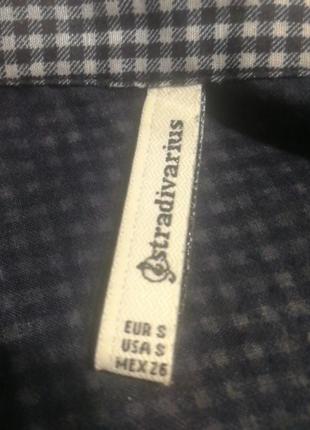 stradivarius
EUR S
USA S
MEX 26